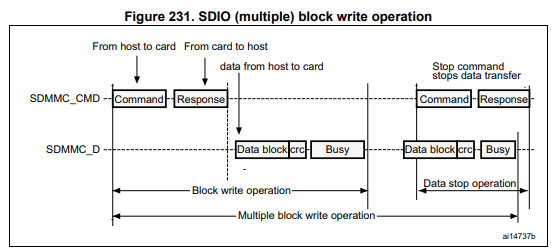 Figure 231. SDIO (multiple) block write operation
From host to card
From card to host
data from host to card
Stop command
stops data transfer
SDMMC_CMD
Command
Response
Command
Response
SDMMC_D
Data block
crc
Busy
Data block
crc
Busy
Block write operation
Data stop operation
Multiple block write operation
ai14737b